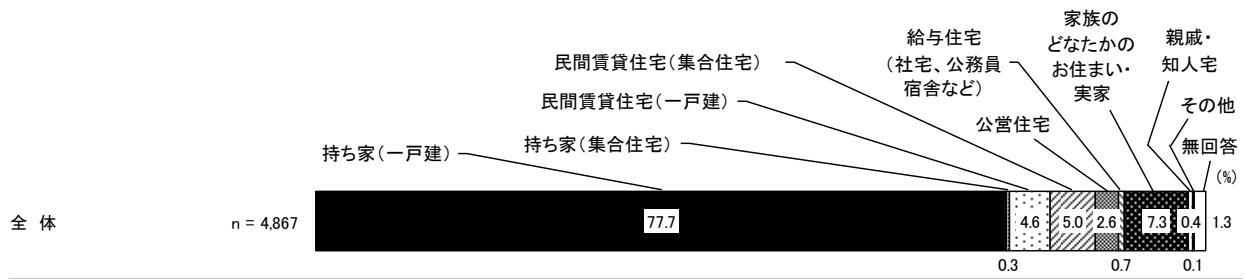 家族の
どなたかの
お住まい・
実家
親戚・
知人宅
給与住宅
(社宅、公務員
宿舎など)
民間賃貸住宅(集合住宅)
民間賃貸住宅(一戸建)
その他
公営住宅
持ち家(集合住宅)
無回答
持ち家(一戸建)
(%)
全 体 n = 4,867 77.7 4.6 5.0 2.6 7.3 0.4 1.3
0.3 0.7 0.1